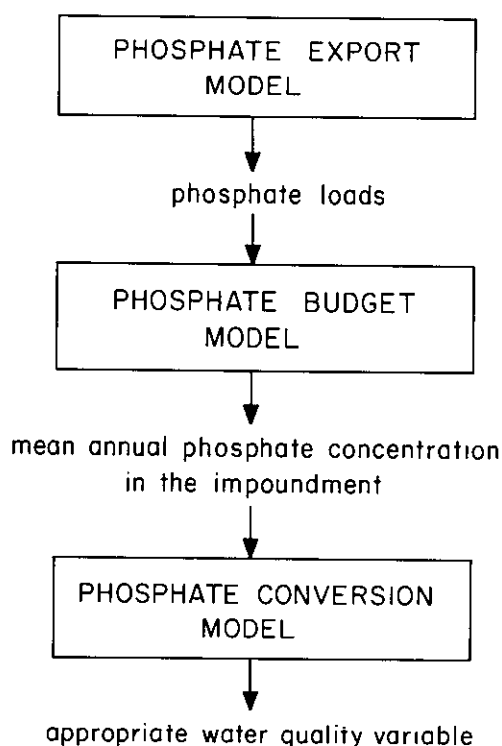 PHOSPHATE EXPORT
MODEL
phosphate loads
PHOSPHATE BUDGET
MODEL
mean annual phosphate concentration
in the impoundment
PHOSPHATE CONVERSION
MODEL
appropriate water quality variable